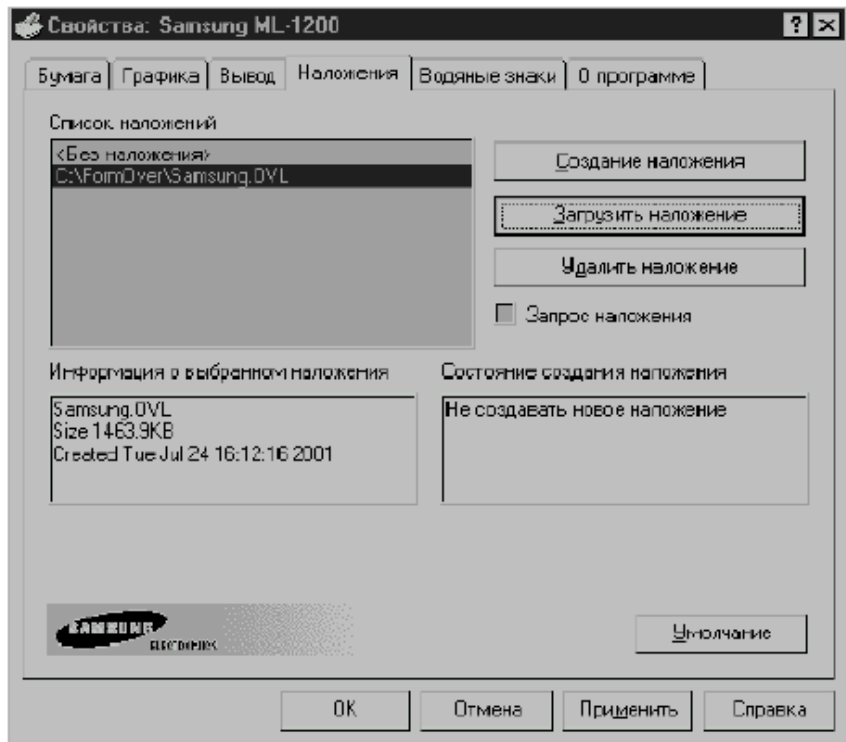 Свойства: Samsung ML-1200
Бумага Графика Вывод Наложения Водяные знаки О программе
Список наложений
<Без наложения>
C:\FormOver\Samsung.OVL
Создание наложения
Загрузить наложение
Удалить наложение
Запрос наложения
Информация о выбранном наложения
Samsung.OVL
Size 1463.9KB
Created Tue Jul 24 16:12:16 2001
Состояние создания наложения
Не создавать новое наложение
SAMSUNG
ELECTRONICS
Умолчание
OK Отмена Применить Справка